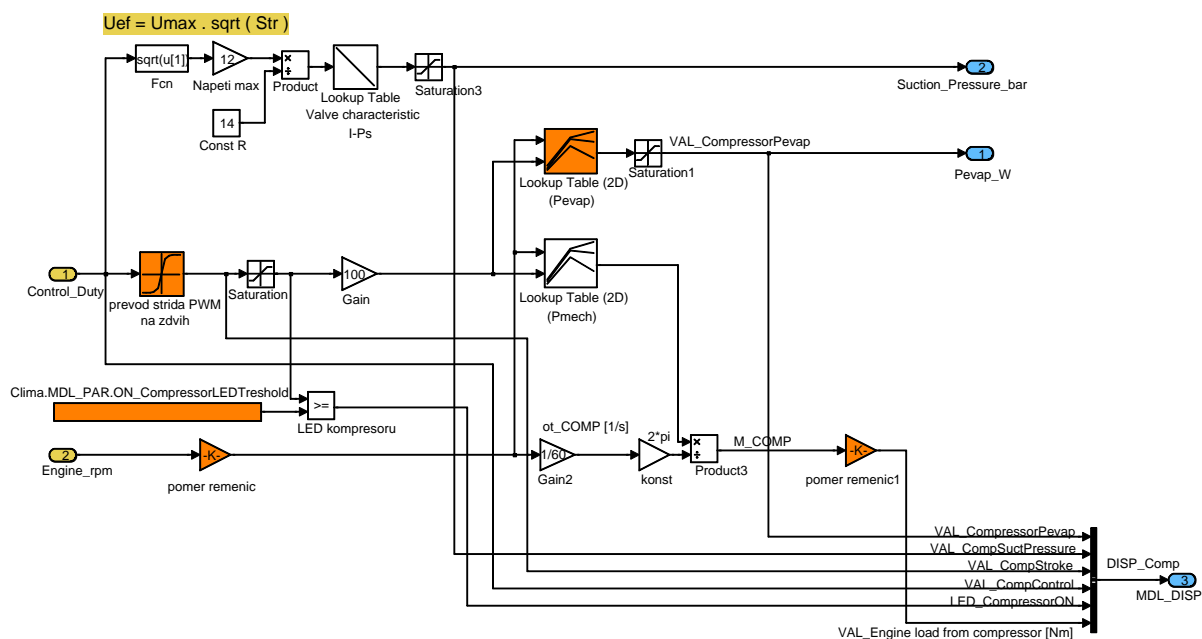 Uef = Umax . sqrt ( Str )
sqrt(u[1])
Fcn
12
Napeti max
×
÷
Product
Lookup Table
Valve characteristic
I-Ps
Saturation3
2
Suction_Pressure_bar
14
Const R
Lookup Table (2D)
(Pevap)
Saturation1
VAL_CompressorPevap
1
Pevap_W
1
Control_Duty
prevod strida PWM
na zdvih
Saturation
100
Gain
Lookup Table (2D)
(Pmech)
Clima.MDL_PAR.ON_CompressorLEDTreshold
>=
LED kompresoru
2
Engine_rpm
-K-
pomer remenic
ot_COMP [1/s]
1/60
Gain2
2*pi
konst
×
÷
Product3
M_COMP
-K-
pomer remenic1
VAL_CompressorPevap
VAL_CompSuctPressure
VAL_CompStroke
VAL_CompControl
LED_CompressorON
VAL_Engine load from compressor [Nm]
DISP_Comp
3
MDL_DISP